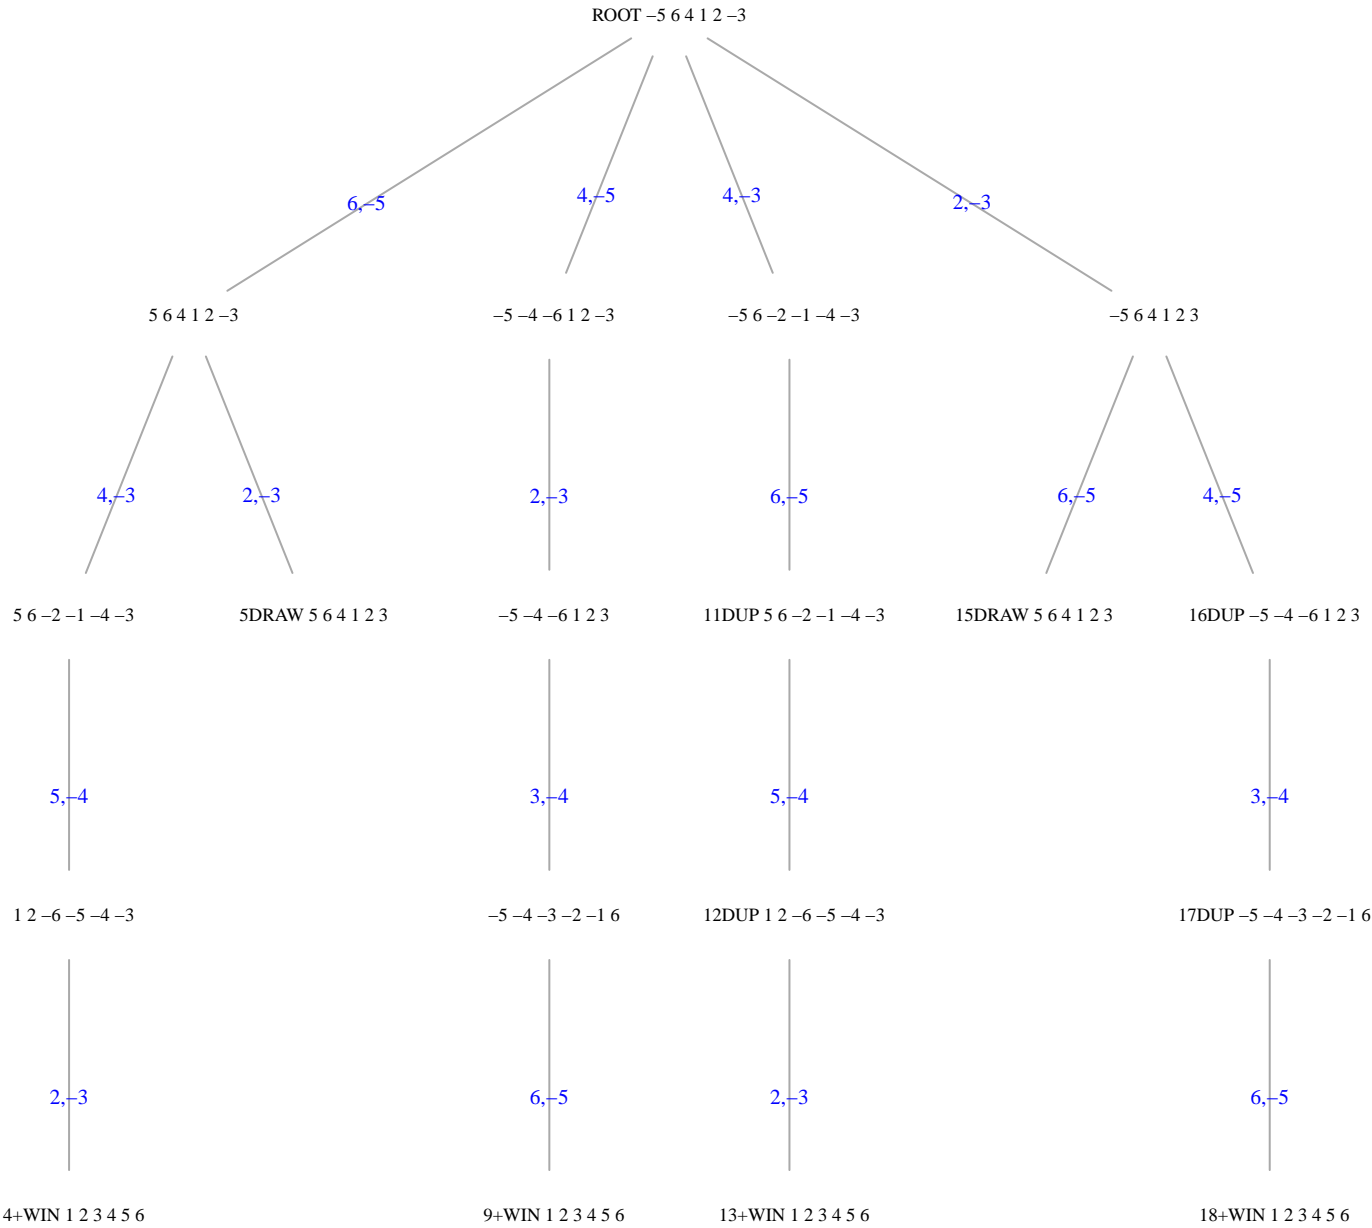 ROOT –5 6 4 1 2 –3
6,–5
4,–5
4,–3
2,–3
5 6 4 1 2 –3
–5 –4 –6 1 2 –3
–5 6 –2 –1 –4 –3
–5 6 4 1 2 3
4,–3
2,–3
2,–3
6,–5
6,–5
4,–5
5 6 –2 –1 –4 –3
5DRAW 5 6 4 1 2 3
–5 –4 –6 1 2 3
11DUP 5 6 –2 –1 –4 –3
15DRAW 5 6 4 1 2 3
16DUP –5 –4 –6 1 2 3
5,–4
3,–4
5,–4
3,–4
1 2 –6 –5 –4 –3
–5 –4 –3 –2 –1 6
12DUP 1 2 –6 –5 –4 –3
17DUP –5 –4 –3 –2 –1 6
2,–3
6,–5
2,–3
6,–5
4+WIN 1 2 3 4 5 6
9+WIN 1 2 3 4 5 6
13+WIN 1 2 3 4 5 6
18+WIN 1 2 3 4 5 6